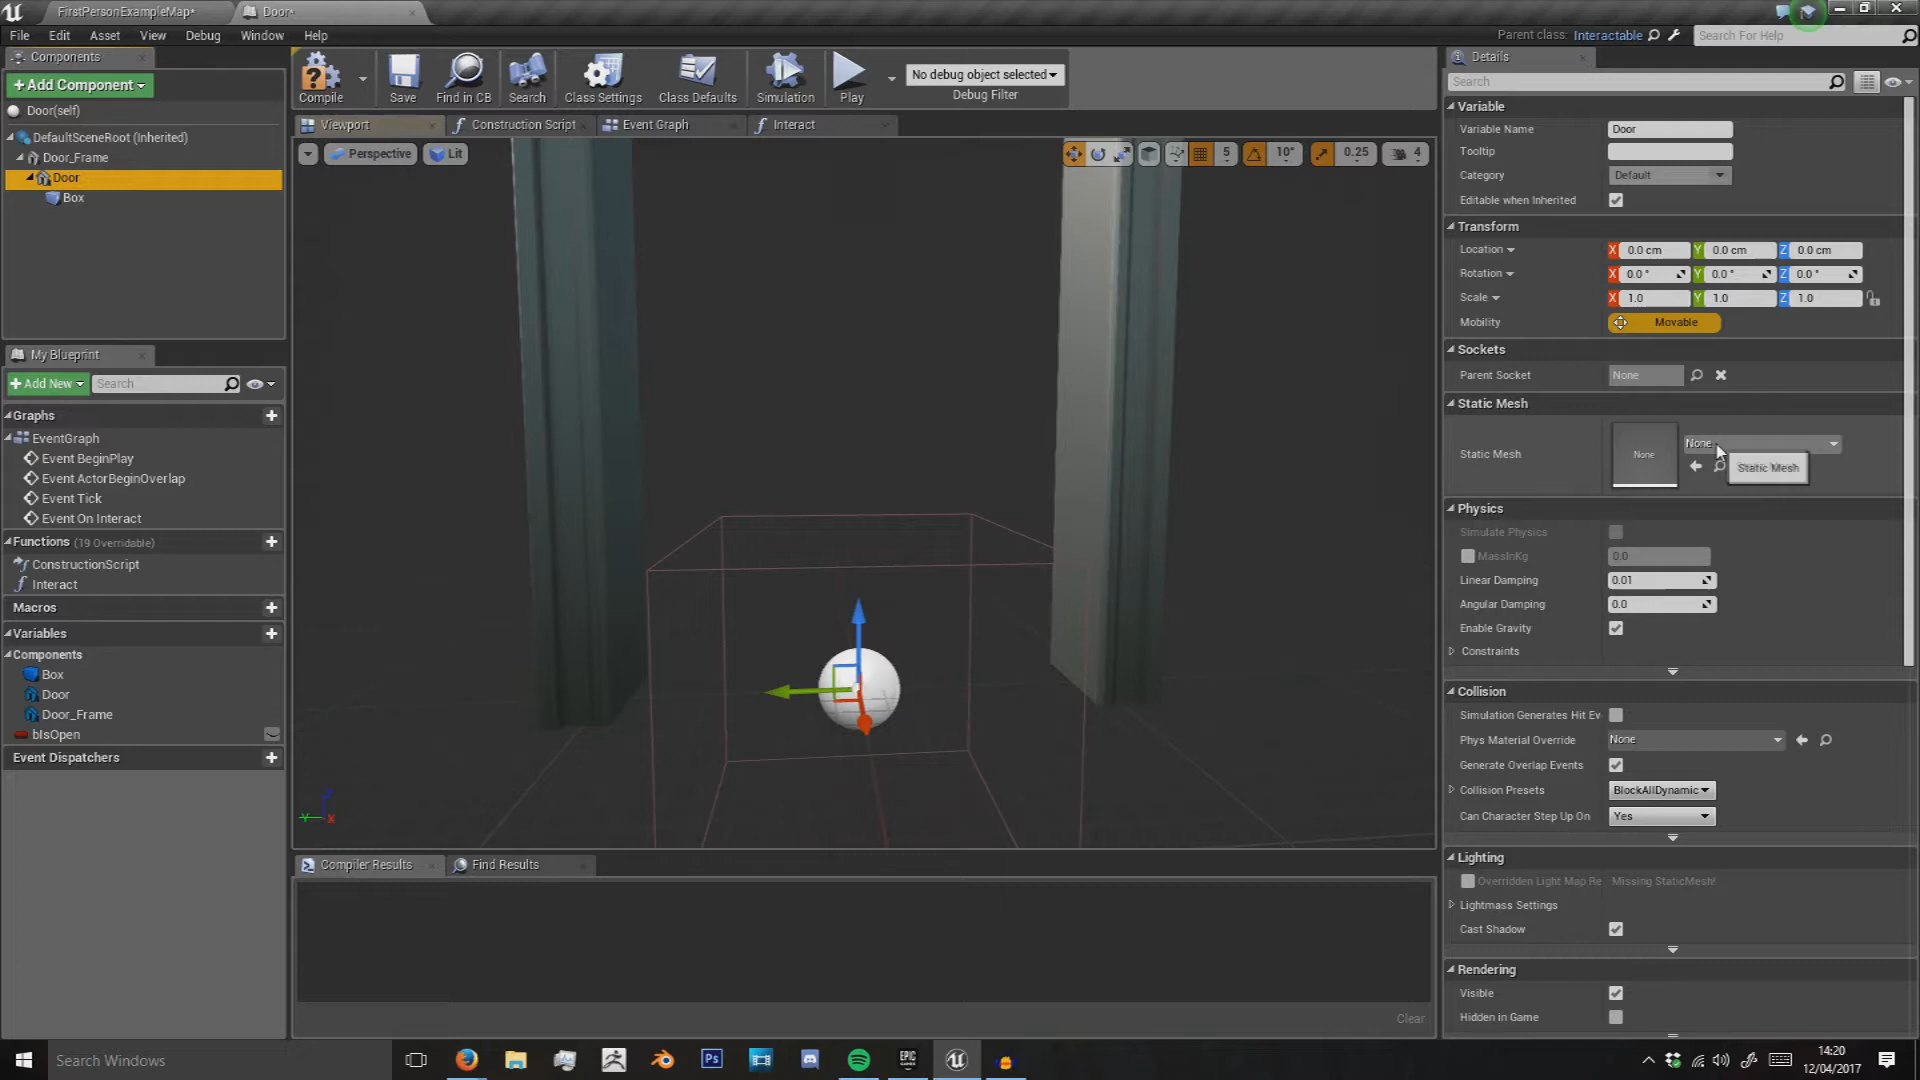 FirstPersonExampleMap*
Door*
File Edit Asset View Debug Window Help
Parent class: Interactable
Search For Help
Components
+Add Component
Door(self)
DefaultSceneRoot (Inherited)
Door_Frame
Door
Box
My Blueprint
+Add New
Search
Graphs
EventGraph
Event BeginPlay
Event ActorBeginOverlap
Event Tick
Event On Interact
Functions (19 Overridable)
ConstructionScript
Interact
Macros
Variables
Components
Box
Door
Door_Frame
bIsOpen
Event Dispatchers
Compile
Save
Find in CB
Search
Class Settings
Class Defaults
Simulation
Play
No debug object selected
Debug Filter
Viewport
Construction Script
Event Graph
Interact
Perspective
Lit
5
10°
0.25
4
Compiler Results
Find Results
Clear
Details
Search
Variable
Variable Name Door
Tooltip
Category Default
Editable when Inherited
Transform
Location X 0.0 cm Y 0.0 cm Z 0.0 cm
Rotation X 0.0 ° Y 0.0 ° Z 0.0 °
Scale X 1.0 Y 1.0 Z 1.0
Mobility Movable
Sockets
Parent Socket None
Static Mesh
Static Mesh None None
Static Mesh
Physics
Simulate Physics
MassInKg 0.0
Linear Damping 0.01
Angular Damping 0.0
Enable Gravity
Constraints
Collision
Simulation Generates Hit Ev
Phys Material Override None
Generate Overlap Events
Collision Presets BlockAllDynamic
Can Character Step Up On Yes
Lighting
Overridden Light Map Re Missing StaticMesh!
Lightmass Settings
Cast Shadow
Rendering
Visible
Hidden in Game
Search Windows
Ps
EPIC GAMES
14:20
12/04/2017